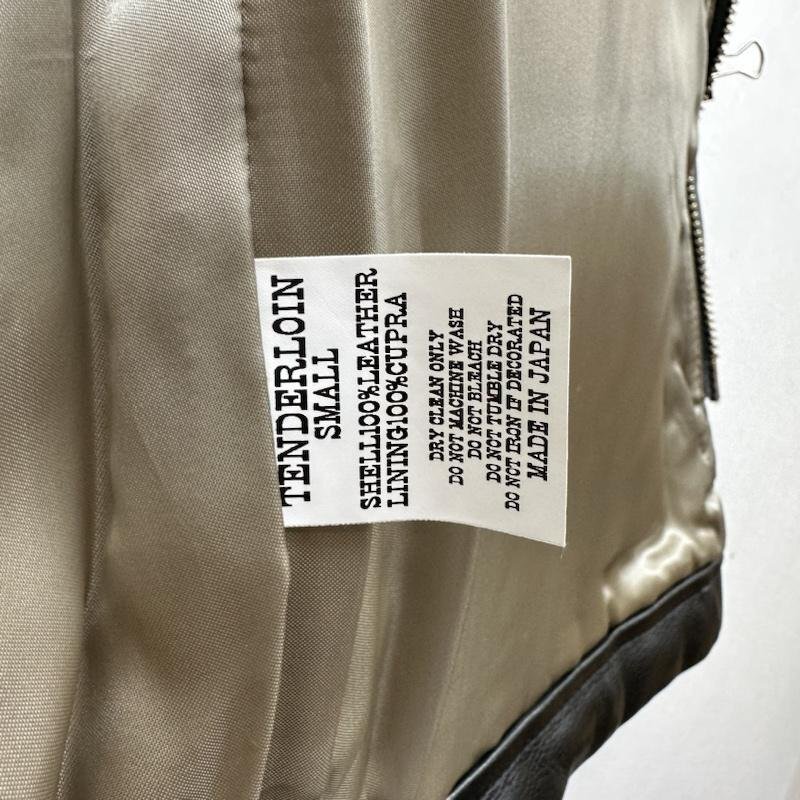 TENDERLOIN
SMALL
SHELL100%LEATHER
LINING100%CUPRA
DRY CLEAN ONLY
DO NOT MACHINE WASH
DO NOT BLEACH
DO NOT TUMBLE DRY
DO NOT IRON IF DECORATED
MADE IN JAPAN